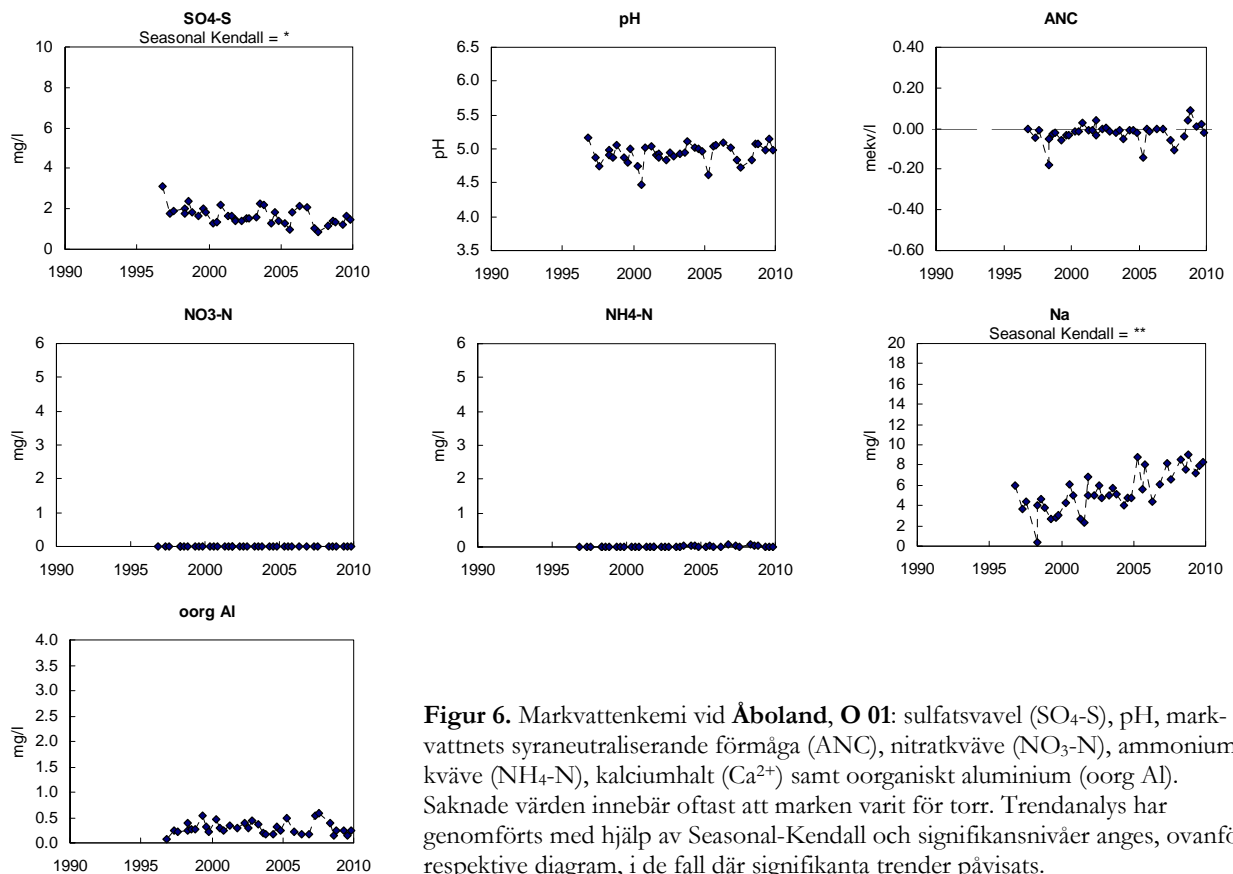 SO4-S
Seasonal Kendall = *
10
8
6
4
2
0
mg/l
1990 1995 2000 2005 2010
pH
6.5
6.0
5.5
5.0
4.5
4.0
3.5
pH
1990 1995 2000 2005 2010
ANC
0.40
0.20
0.00
-0.20
-0.40
-0.60
mekv/l
1990 1995 2000 2005 2010
NO3-N
6
5
4
3
2
1
0
mg/l
1990 1995 2000 2005 2010
NH4-N
6
5
4
3
2
1
0
mg/l
1990 1995 2000 2005 2010
Na
Seasonal Kendall = **
20
18
16
14
12
10
8
6
4
2
0
mg/l
1990 1995 2000 2005 2010
oorg Al
4.0
3.5
3.0
2.5
2.0
1.5
1.0
0.5
0.0
mg/l
1990 1995 2000 2005 2010
Figur 6. Markvattenkemi vid Åboland, O 01: sulfatsvavel (SO₄-S), pH, mark-
vattnets syraneutraliserande förmåga (ANC), nitratkväve (NO₃-N), ammonium
kväve (NH₄-N), kalciumhalt (Ca²⁺) samt oorganiskt aluminium (oorg Al).
Saknade värden innebär oftast att marken varit för torr. Trendanalys har
genomförts med hjälp av Seasonal-Kendall och signifikansnivåer anges, ovanfö
respektive diagram, i de fall där signifikanta trender påvisats.